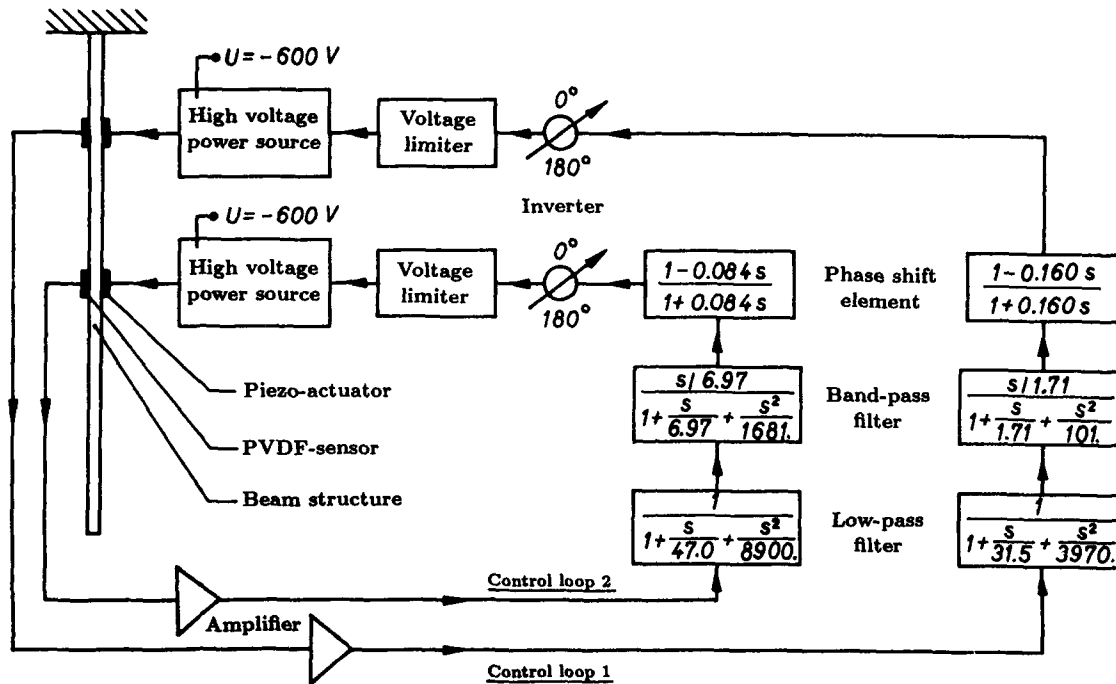 U = -600 V
High voltage
power source
Voltage
limiter
0°
180°
Inverter
U = -600 V
High voltage
power source
Voltage
limiter
0°
180°
1-0.084 s
1+0.084s
Phase shift
element
1-0.160 s
1+0.160 s
s/6.97
1+ s/6.97 + s²/1681.
Band-pass
filter
s/1.71
1+ s/1.71 + s²/101.
1
1+ s/47.0 + s²/8900.
Low-pass
filter
1
1+ s/31.5 + s²/3970.
Piezo-actuator
PVDF-sensor
Beam structure
Control loop 2
Amplifier
Control loop 1